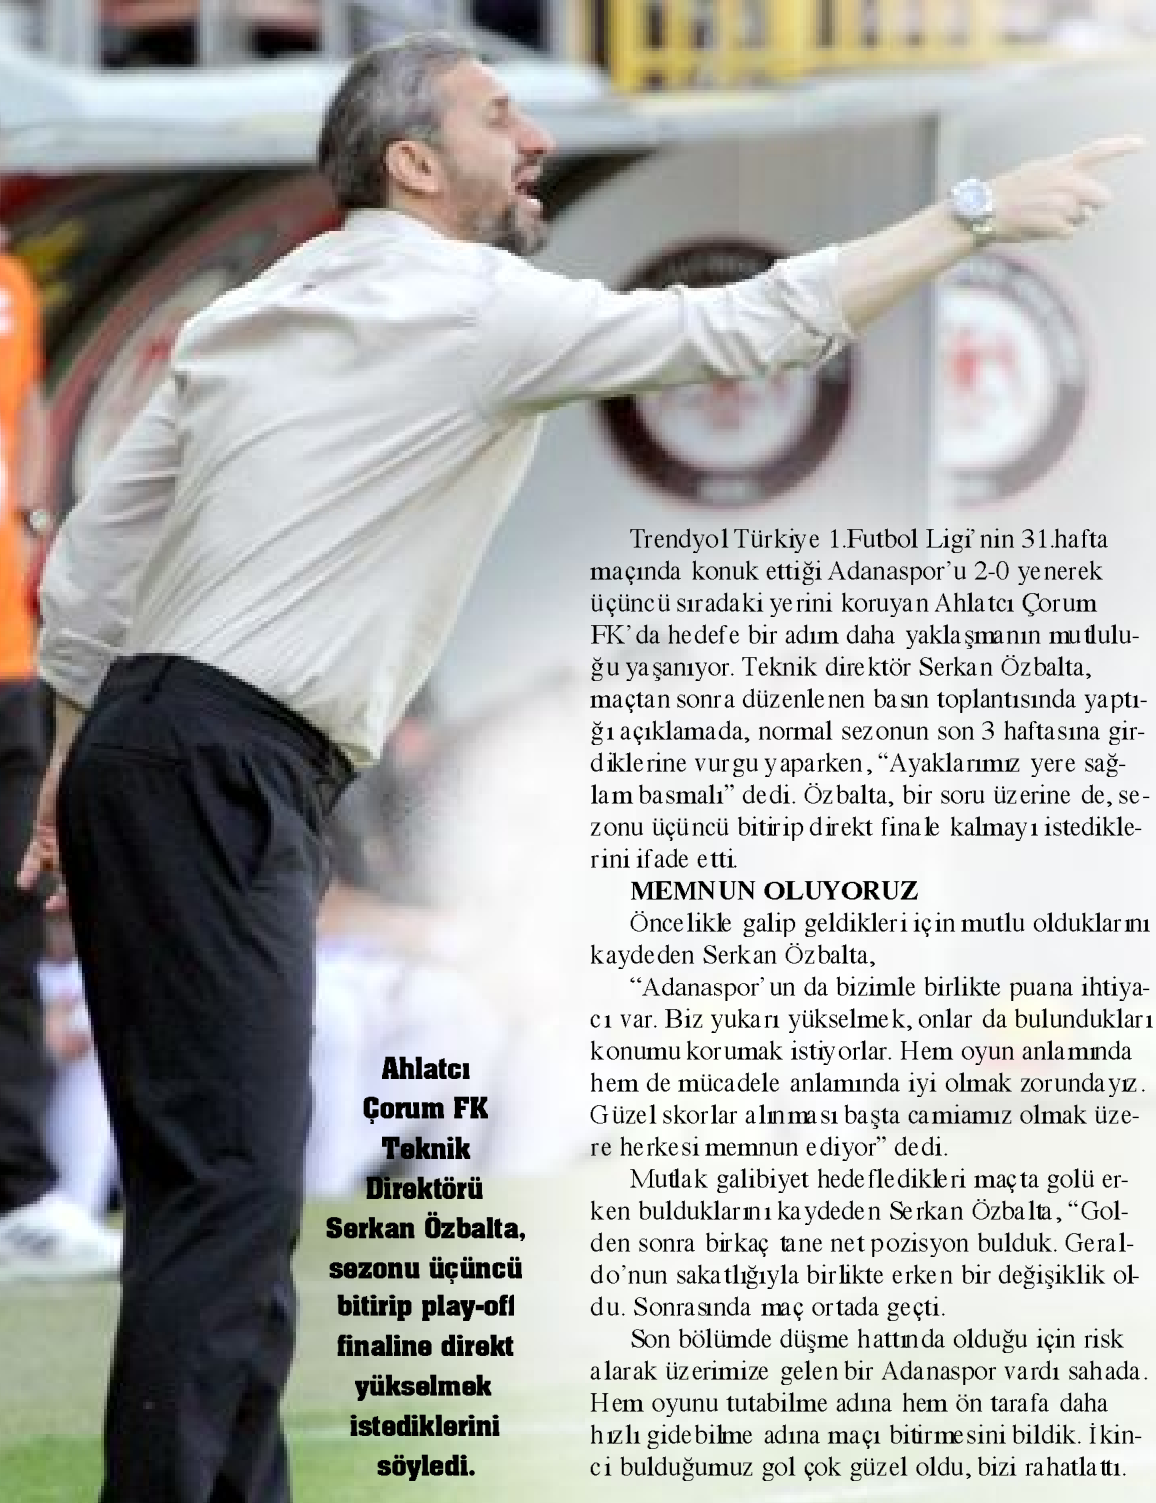 Trendyol Türkiye 1.Futbol Ligi'nin 31.hafta
maçında konuk ettiği Adanaspor'u 2-0 yenerek
üçüncü sıradaki yerini koruyan Ahlatcı Çorum
FK'da hedefe bir adım daha yaklaşmanın mutlulu-
ğu yaşanıyor. Teknik direktör Serkan Özbalta,
maçtan sonra düzenlenen basın toplantısında yaptı-
ğı açıklamada, normal sezonun son 3 haftasına gir-
diklerine vurgu yaparken, “Ayaklarımız yere sağ-
lam basmalı” dedi. Özbalta, bir soru üzerine de, se-
zonu üçüncü bitirip direkt finale kalmayı istedikle-
rini ifade etti.
MEMNUN OLUYORUZ
Öncelikle galip geldikleri için mutlu olduklarını
kaydeden Serkan Özbalta,
“Adanaspor'un da bizimle birlikte puana ihtiya-
cı var. Biz yukarı yükselmek, onlar da bulundukları
konumu korumak istiyorlar. Hem oyun anlamında
hem de mücadele anlamında iyi olmak zorundayız.
Güzel skorlar alınması başta camiamız olmak üze-
re herkesi memnun ediyor” dedi.
Mutlak galibiyet hedefledikleri maçta golü er-
ken bulduklarını kaydeden Serkan Özbalta, “Gol-
den sonra birkaç tane net pozisyon bulduk. Geral-
do'nun sakatlığıyla birlikte erken bir değişiklik ol-
du. Sonrasında maç ortada geçti.
Son bölümde düşme hattında olduğu için risk
alarak üzerimize gelen bir Adanaspor vardı sahada.
Hem oyunu tutabilme adına hem ön tarafa daha
hızlı gidebilme adına maçı bitirmesini bildik. İkin-
ci bulduğumuz gol çok güzel oldu, bizi rahatlattı.
Ahlatcı
Çorum FK
Teknik
Direktörü
Serkan Özbalta,
sezonu üçüncü
bitirip play-off
finaline direkt
yükselmek
istediklerini
söyledi.